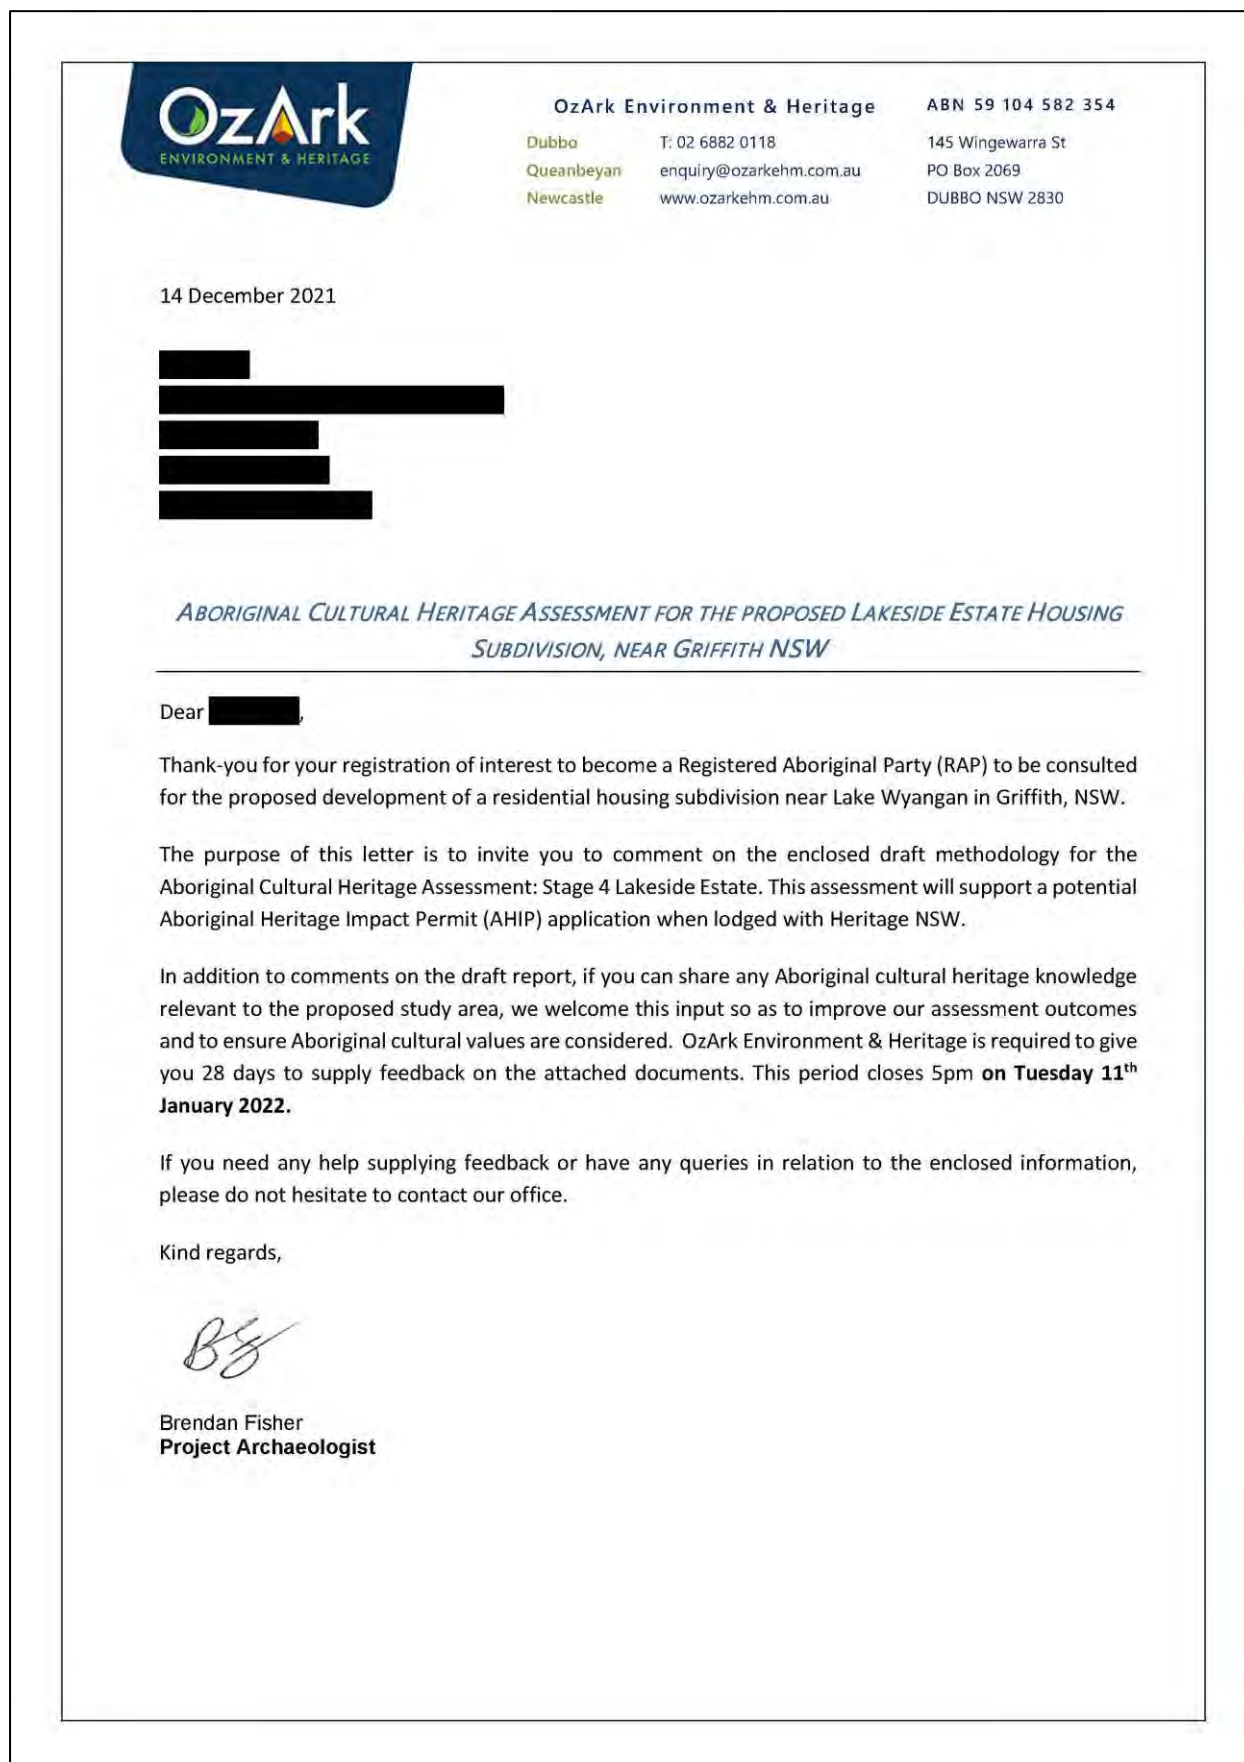 OzArk
ENVIRONMENT & HERITAGE
OzArk Environment & Heritage
ABN 59 104 582 354
Dubbo
T: 02 6882 0118
145 Wingewarra St
Queanbeyan
enquiry@ozarkehm.com.au
PO Box 2069
Newcastle
www.ozarkehm.com.au
DUBBO NSW 2830
14 December 2021
ABORIGINAL CULTURAL HERITAGE ASSESSMENT FOR THE PROPOSED LAKESIDE ESTATE HOUSING
SUBDIVISION, NEAR GRIFFITH NSW
Dear ,
Thank-you for your registration of interest to become a Registered Aboriginal Party (RAP) to be consulted
for the proposed development of a residential housing subdivision near Lake Wyangan in Griffith, NSW.
The purpose of this letter is to invite you to comment on the enclosed draft methodology for the
Aboriginal Cultural Heritage Assessment: Stage 4 Lakeside Estate. This assessment will support a potential
Aboriginal Heritage Impact Permit (AHIP) application when lodged with Heritage NSW.
In addition to comments on the draft report, if you can share any Aboriginal cultural heritage knowledge
relevant to the proposed study area, we welcome this input so as to improve our assessment outcomes
and to ensure Aboriginal cultural values are considered. OzArk Environment & Heritage is required to give
you 28 days to supply feedback on the attached documents. This period closes 5pm on Tuesday 11th
January 2022.
If you need any help supplying feedback or have any queries in relation to the enclosed information,
please do not hesitate to contact our office.
Kind regards,
Brendan Fisher
Project Archaeologist